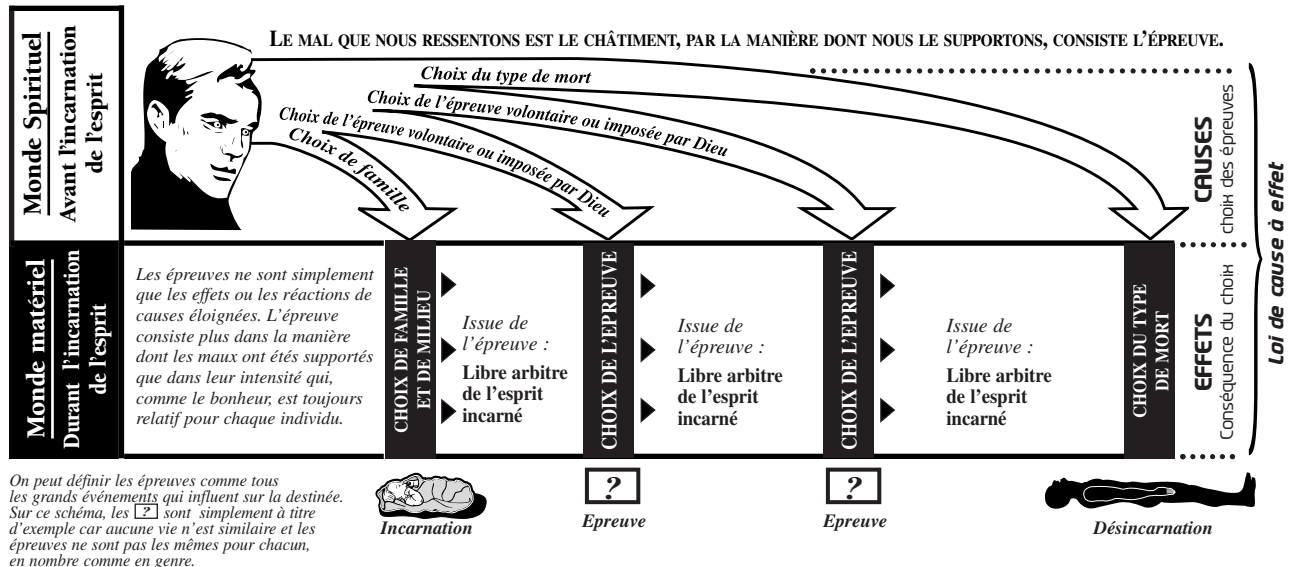 LE MAL QUE NOUS RESSENTONS EST LE CHÂTIMENT, PAR LA MANIÈRE DONT NOUS LE SUPPORTONS, CONSISTE L’ÉPREUVE.
Monde Spirituel
Avant l’incarnation
de l’esprit
Choix du type de mort
Choix de l’épreuve volontaire ou imposée par Dieu
Choix de l’épreuve volontaire ou imposée par Dieu
Choix de famille
CAUSES
choix des épreuves
Loi de cause à effet
Monde matériel
Durant l’incarnation
de l’esprit
Les épreuves ne sont simplement
que les effets ou les réactions de
causes éloignées. L’épreuve
consiste plus dans la manière
dont les maux ont étés supportés
que dans leur intensité qui,
comme le bonheur, est toujours
relatif pour chaque individu.
CHOIX DE FAMILLE
ET DE MILIEU
Issue de
l’épreuve :
Libre arbitre
de l’esprit
incarné
CHOIX DE L’EPREUVE
Issue de
l’épreuve :
Libre arbitre
de l’esprit
incarné
CHOIX DE L’EPREUVE
Issue de
l’épreuve :
Libre arbitre
de l’esprit
incarné
CHOIX DU TYPE
DE MORT
EFFETS
Conséquence du choix
On peut définir les épreuves comme tous
les grands événements qui influent sur la destinée.
Sur ce schéma, les ? sont simplement à titre
d’exemple car aucune vie n’est similaire et les
épreuves ne sont pas les mêmes pour chacun,
en nombre comme en genre.
Incarnation
?
Epreuve
?
Epreuve
Désincarnation